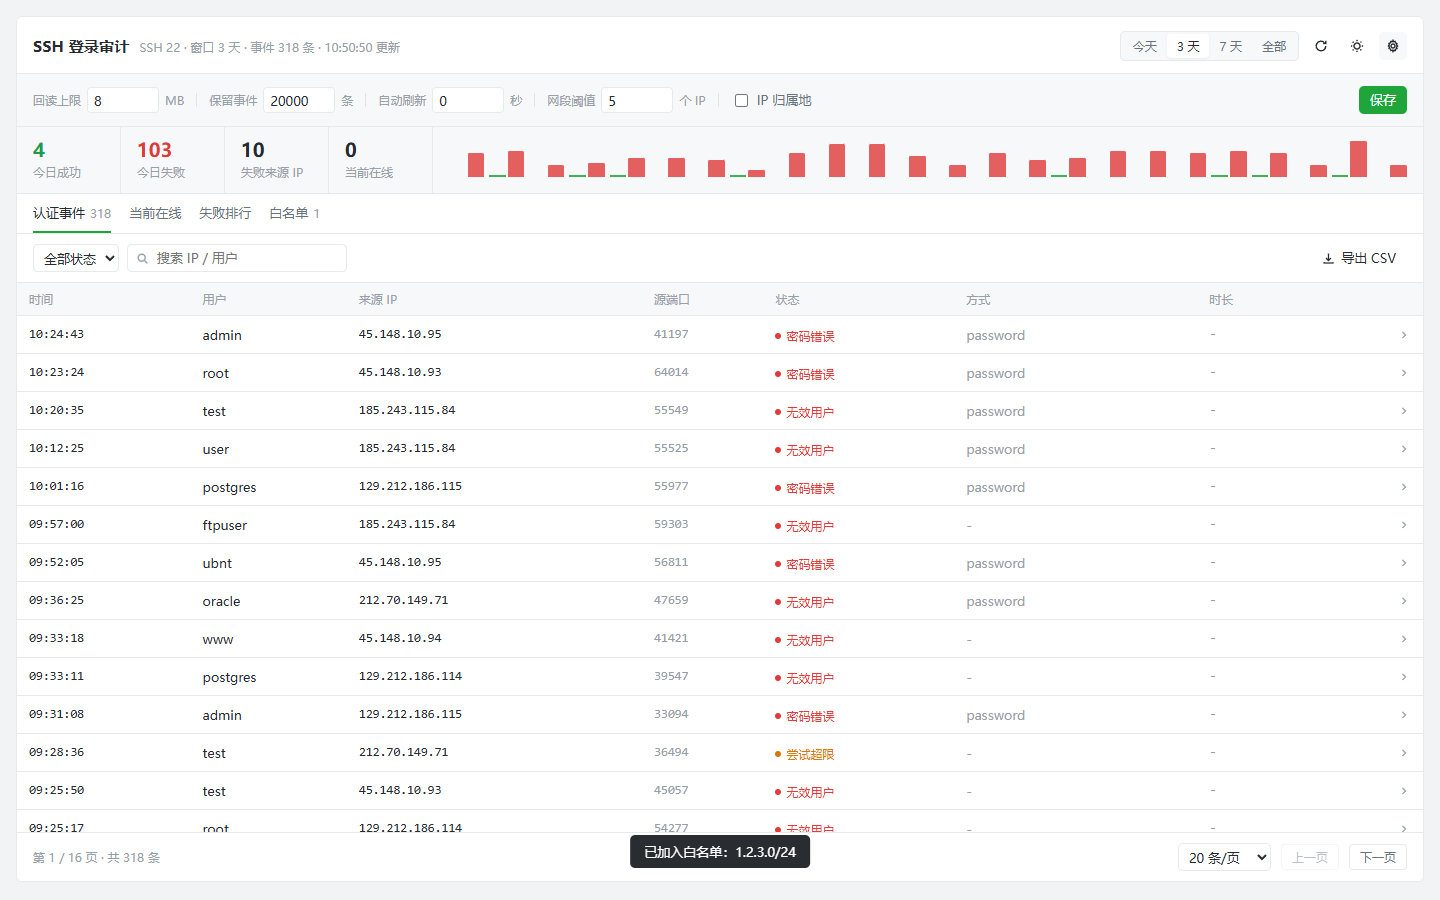 SSH 登录审计 SSH 22 · 窗口 3 天 · 事件 318 条 · 10:50:50 更新 今天 3 天 7 天 全部
回读上限 8 MB 保留事件 20000 条 自动刷新 0 秒 网段阈值 5 个 IP IP 归属地 保存
4 103 10 0
今日成功 今日失败 失败来源 IP 当前在线
认证事件 318 当前在线 失败排行 白名单 1
全部状态 搜索 IP / 用户 导出 CSV
时间 用户 来源 IP 源端口 状态 方式 时长
10:24:43 admin 45.148.10.95 41197 密码错误 password -
10:23:24 root 45.148.10.93 64014 密码错误 password -
10:20:35 test 185.243.115.84 55549 无效用户 password -
10:12:25 user 185.243.115.84 55525 无效用户 password -
10:01:16 postgres 129.212.186.115 55977 密码错误 password -
09:57:00 ftpuser 185.243.115.84 59303 无效用户 - -
09:52:05 ubnt 45.148.10.95 56811 密码错误 password -
09:36:25 oracle 212.70.149.71 47659 无效用户 password -
09:33:18 www 45.148.10.94 41421 无效用户 - -
09:33:11 postgres 129.212.186.114 39547 无效用户 - -
09:31:08 admin 129.212.186.115 33094 密码错误 password -
09:28:36 test 212.70.149.71 36494 尝试超限 - -
09:25:50 test 45.148.10.93 45057 无效用户 - -
09:25:17 root 129.212.186.114 54277 无效用户 - -
已加入白名单：1.2.3.0/24
第 1 / 16 页 · 共 318 条 20 条/页 上一页 下一页